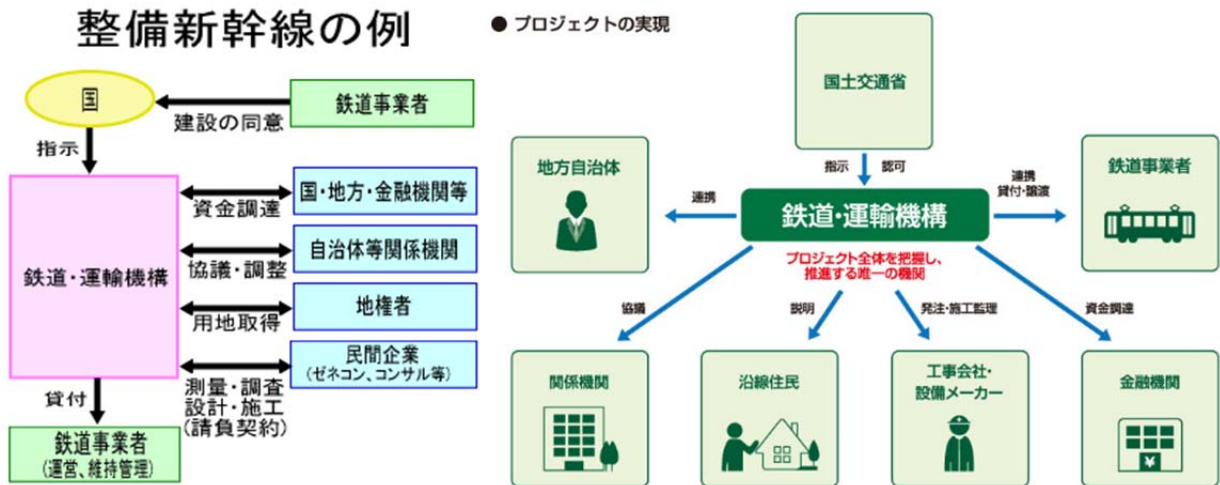 整備新幹線の例
国
鉄道事業者
建設の同意
指示
鉄道・運輸機構
国・地方・金融機関等
資金調達
自治体等関係機関
協議・調整
地権者
用地取得
民間企業
(ゼネコン、コンサル等)
測量・調査
設計・施工
(請負契約)
貸付
鉄道事業者
(運営、維持管理)
● プロジェクトの実現
国土交通省
指示 認可
地方自治体
連携
鉄道・運輸機構
連携
貸付・譲渡
鉄道事業者
プロジェクト全体を把握し、
推進する唯一の機関
協議
説明
発注・施工監理
資金調達
関係機関
沿線住民
工事会社・
設備メーカー
金融機関
¥